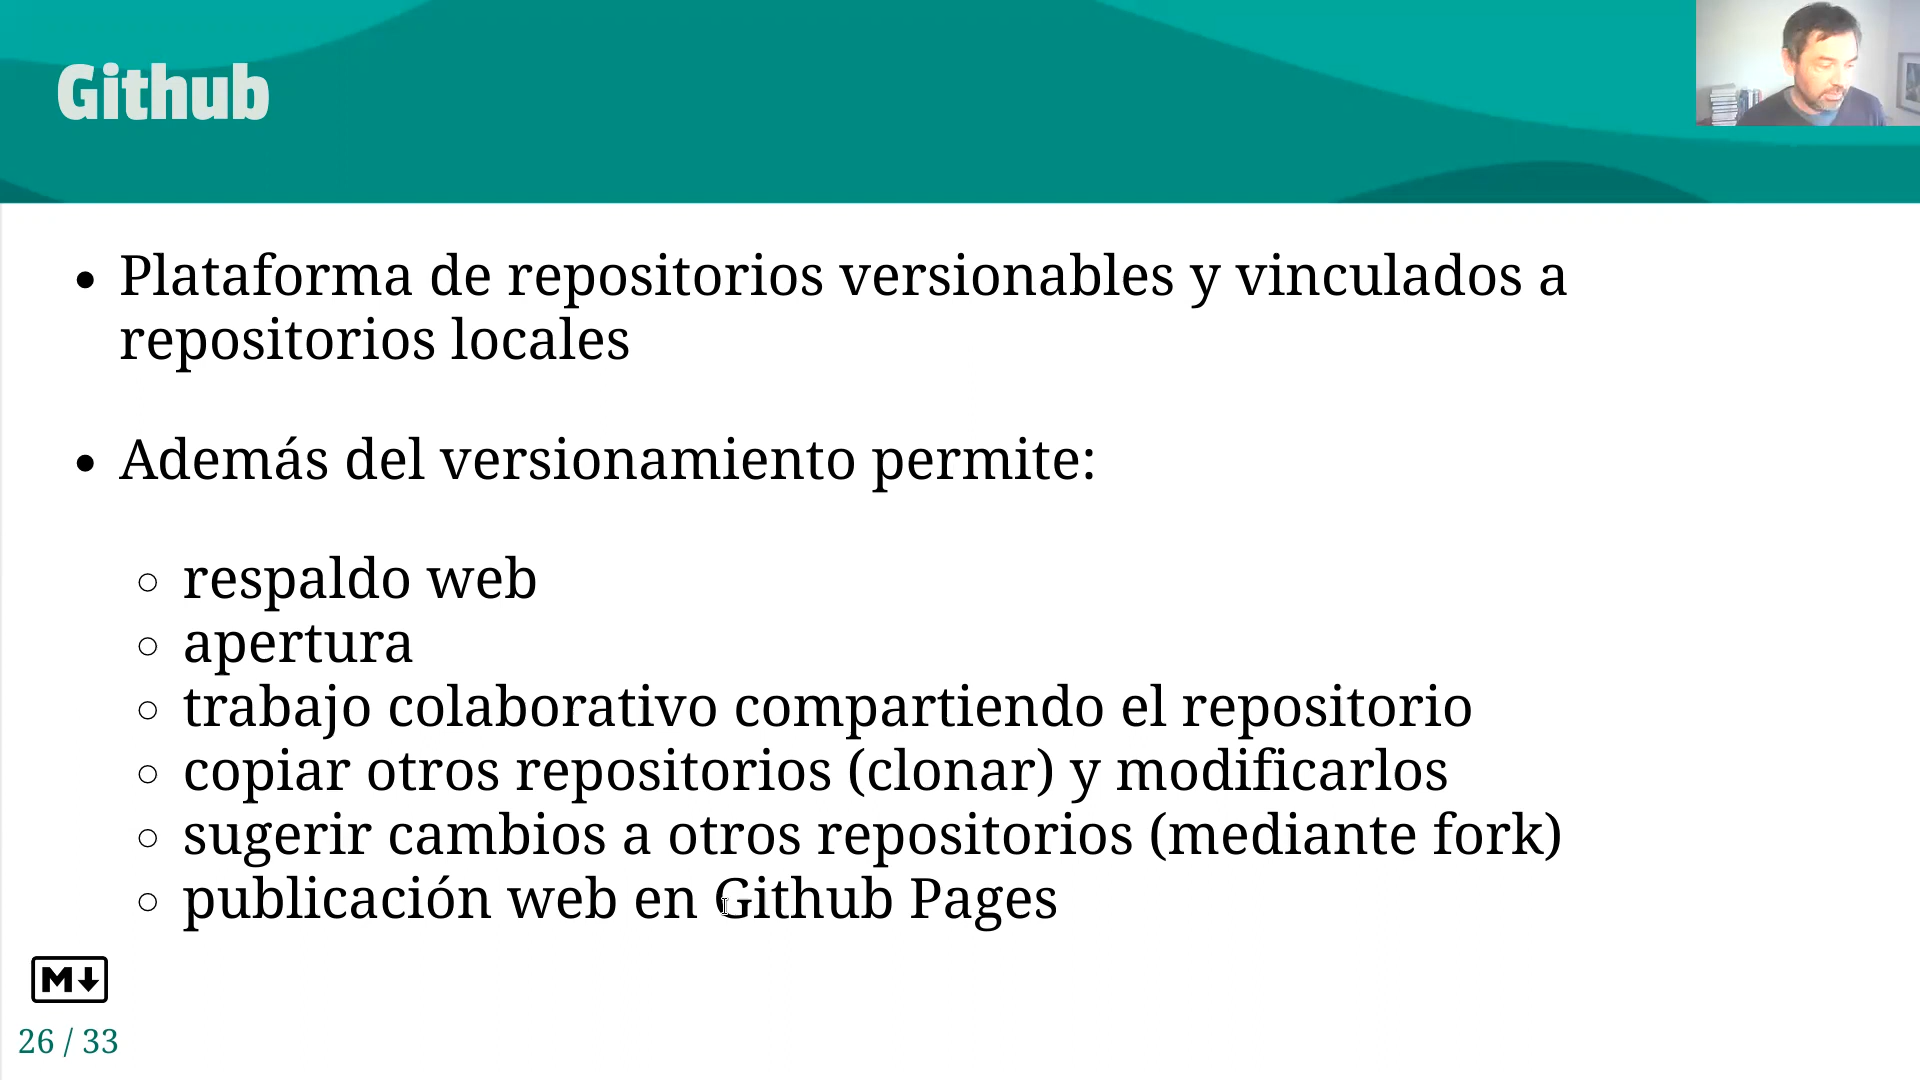 Github
Plataforma de repositorios versionables y vinculados a
repositorios locales
Además del versionamiento permite:
respaldo web
apertura
trabajo colaborativo compartiendo el repositorio
copiar otros repositorios (clonar) y modificarlos
sugerir cambios a otros repositorios (mediante fork)
publicación web en Github Pages
M
26 / 33